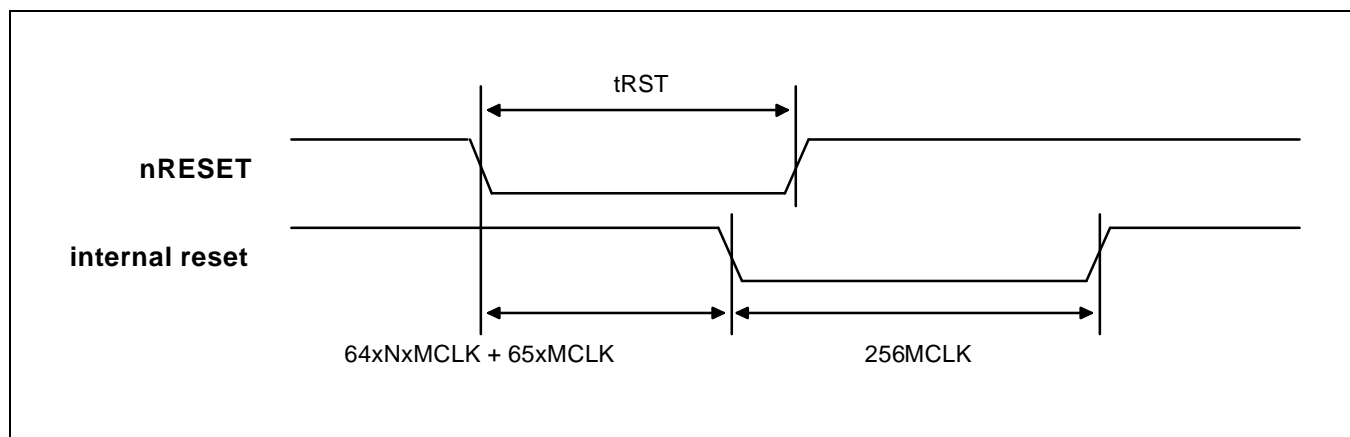 tRST
nRESET
internal reset
64xNxMCLK + 65xMCLK
256MCLK